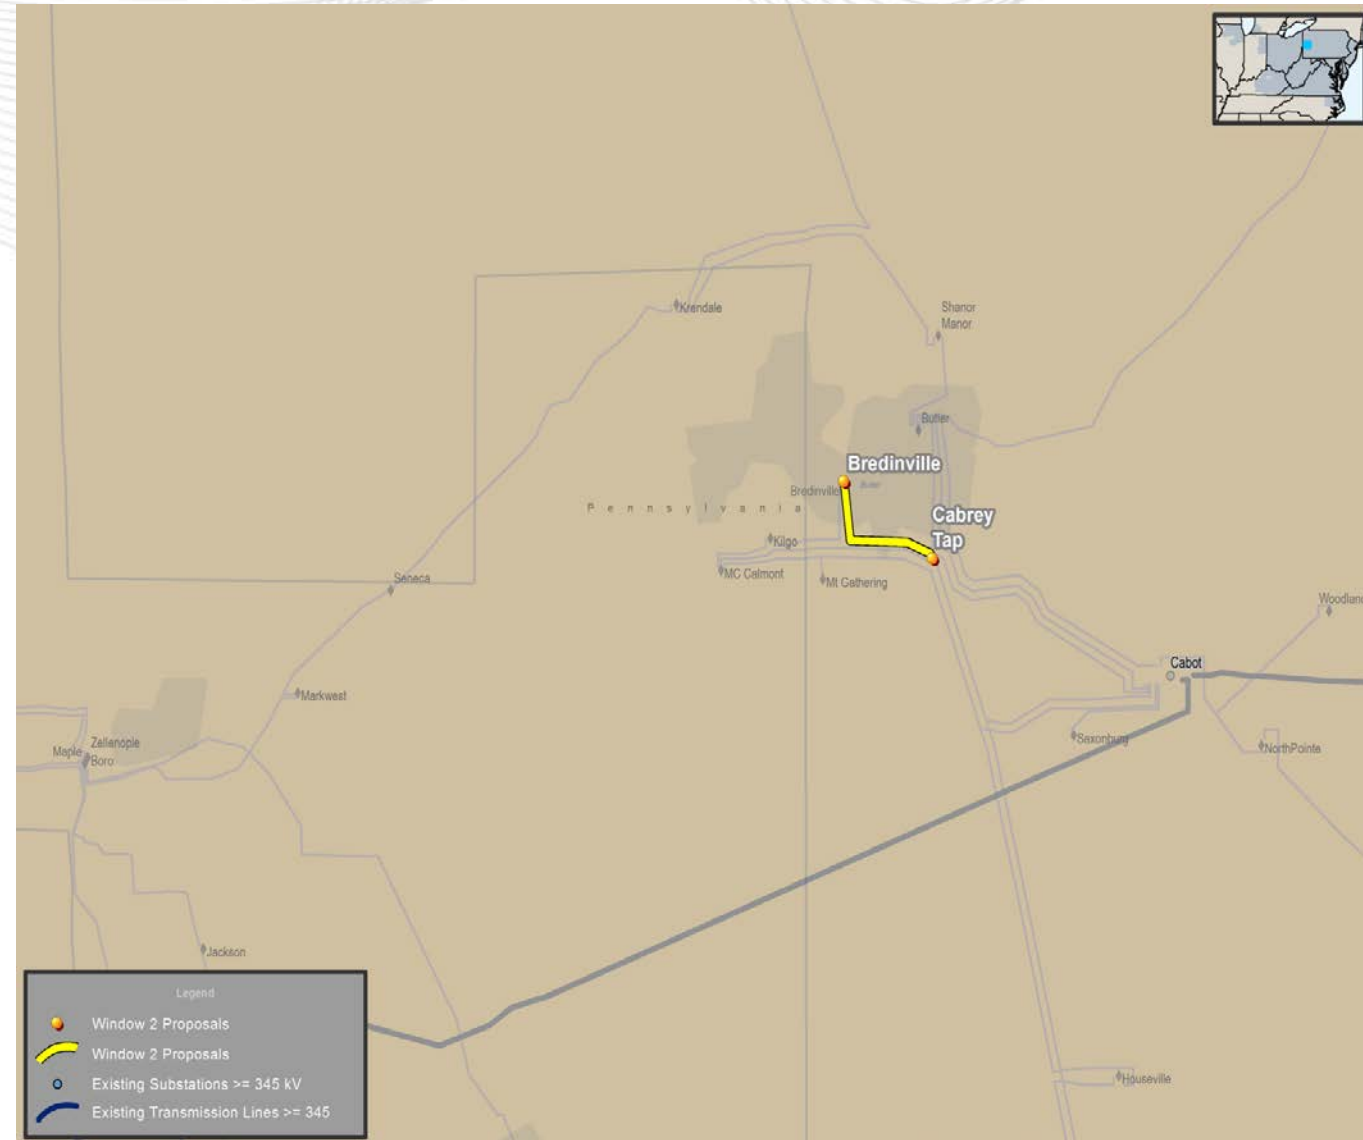 Krendale
Shanor
Manor
Butler
Bredinville
Bredinville
Pennsylvania
Cabrey
Tap
Kilgo
MC Calmont
Mt Gathering
Seneca
Woodland
Cabot
Markwest
Saxonburg
NorthPointe
Maple
Zelienople
Boro
Jackson
Houseville
Legend
Window 2 Proposals
Window 2 Proposals
Existing Substations >= 345 kV
Existing Transmission Lines >= 345